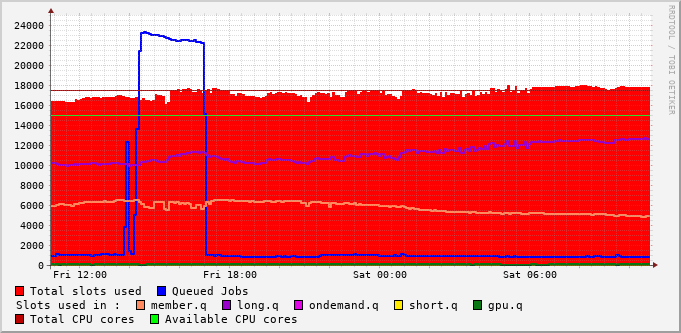 24000
22000
20000
18000
16000
14000
12000
10000
8000
6000
4000
2000
0
Fri 12:00 Fri 18:00 Sat 00:00 Sat 06:00
RRDTOOL / TOBI OETIKER
Total slots used Queued Jobs
Slots used in : member.q long.q ondemand.q short.q gpu.q
Total CPU cores Available CPU cores